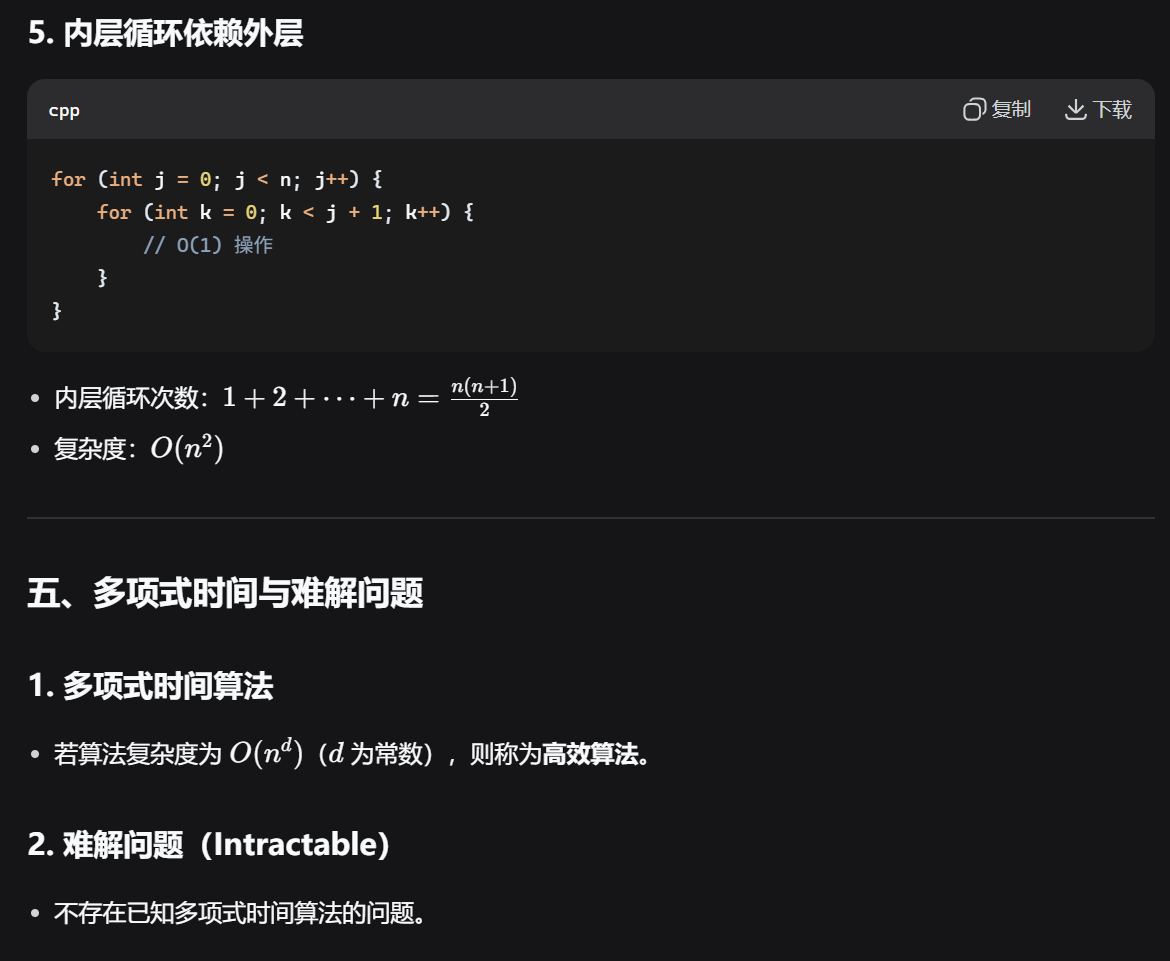 5. 内层循环依赖外层
cpp
复制
下载
for (int j = 0; j < n; j++) {
    for (int k = 0; k < j + 1; k++) {
        // O(1) 操作
    }
}
• 内层循环次数：1 + 2 + ⋯ + n = n(n+1)/2
• 复杂度：O(n²)
五、多项式时间与难解问题
1. 多项式时间算法
• 若算法复杂度为 O(nᵈ)（d 为常数），则称为高效算法。
2. 难解问题（Intractable）
• 不存在已知多项式时间算法的问题。